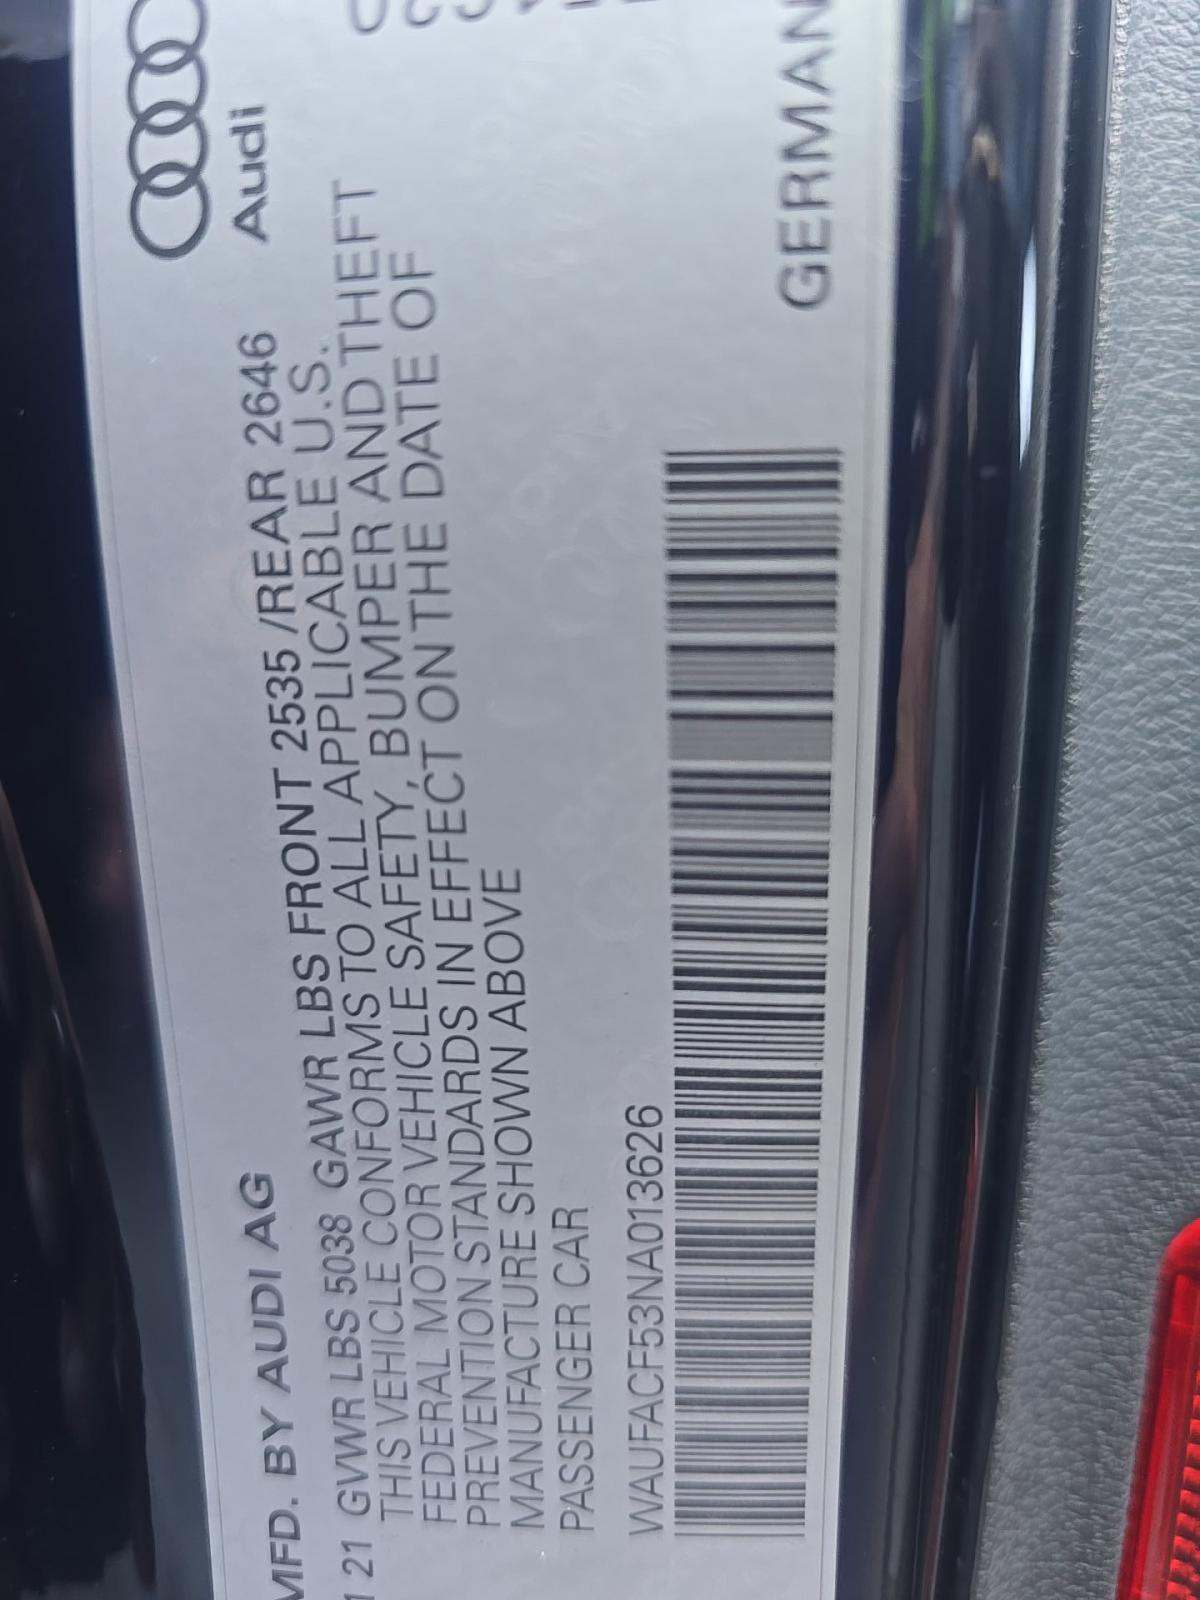 MFD. BY AUDI AG
Audi
1 21 GVWR LBS 5038 GAWR LBS FRONT 2535 /REAR 2646
THIS VEHICLE CONFORMS TO ALL APPLICABLE U.S.
FEDERAL MOTOR VEHICLE SAFETY, BUMPER AND THEFT
PREVENTION STANDARDS IN EFFECT ON THE DATE OF
MANUFACTURE SHOWN ABOVE
PASSENGER CAR
WAUFACF53NA013626
GERMAN